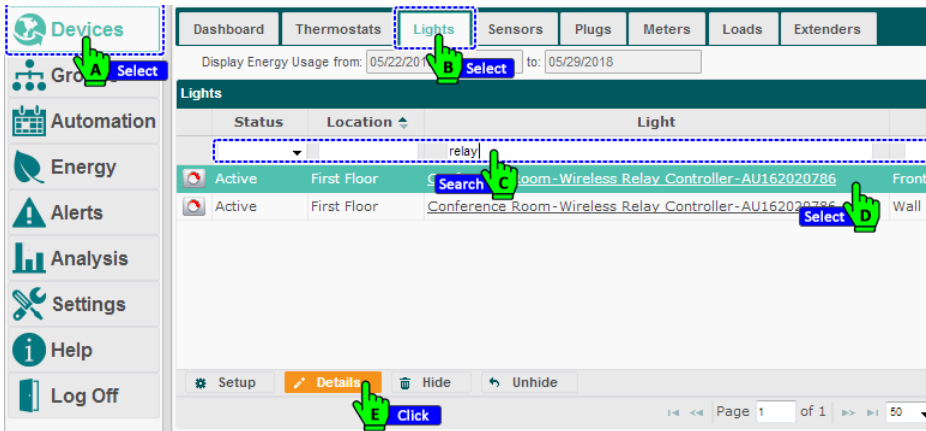 Devices
A Select
Groups
Automation
Energy
Alerts
Analysis
Settings
Help
Log Off
Dashboard Thermostats Lights Sensors Plugs Meters Loads Extenders
Display Energy Usage from: 05/22/201 B Select to: 05/29/2018
Lights
Status Location Light
relay
Search C
Active First Floor Conference Room-Wireless Relay Controller-AU162020786 Front
Active First Floor Conference Room-Wireless Relay Controller-AU162020786 Wall
Select D
Setup Details Hide Unhide
E Click
Page 1 of 1 50